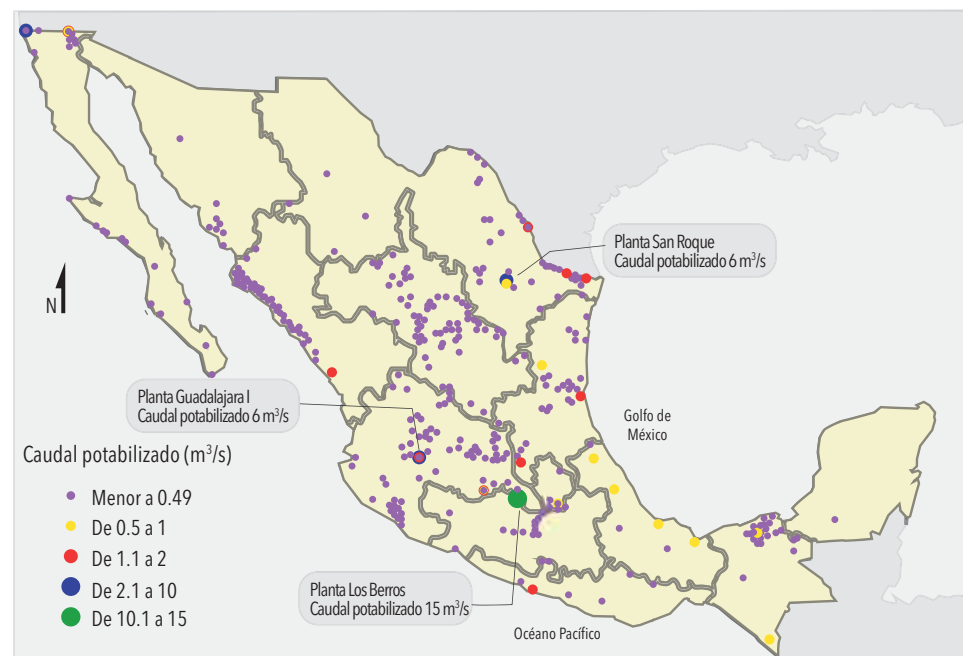 Planta San Roque
Caudal potabilizado 6 m³/s
N
Planta Guadalajara I
Caudal potabilizado 6 m³/s
Golfo de
México
Caudal potabilizado (m³/s)
Menor a 0.49
De 0.5 a 1
De 1.1 a 2
De 2.1 a 10
De 10.1 a 15
Planta Los Berros
Caudal potabilizado 15 m³/s
Océano Pacífico